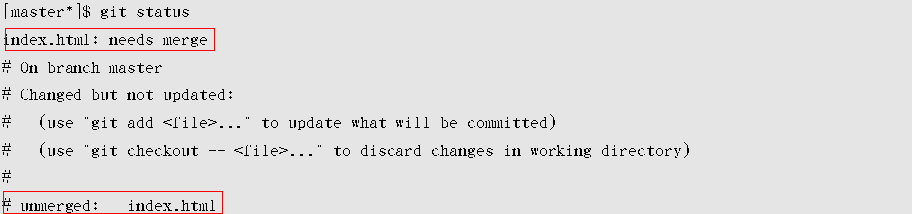 [master*]$ git status
index.html: needs merge
# On branch master
# Changed but not updated:
#   (use "git add <file>..." to update what will be committed)
#   (use "git checkout -- <file>..." to discard changes in working directory)
#
# unmerged:   index.html